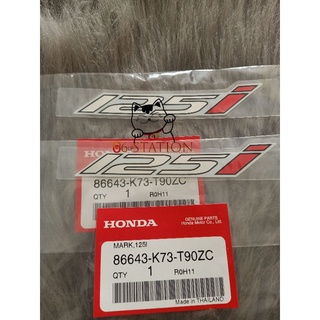 125i
96 STATION
125i
HONDA
86643-K73-T90ZC
QTY 1 R0H11
HONDA
GENUINE PARTS
Honda Motor Co., Ltd.
MARK,125I
86643-K73-T90ZC
QTY 1 R0H11
Made in THAILAND